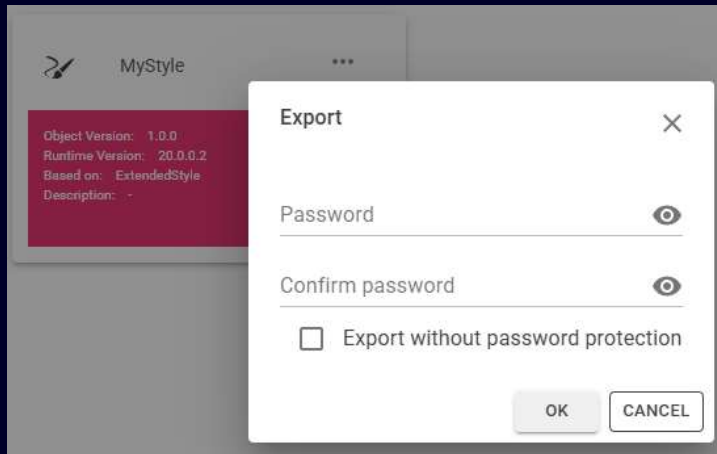 MyStyle
Object Version: 1.0.0
Runtime Version: 20.0.0.2
Based on: ExtendedStyle
Description: -
Export
Password
Confirm password
Export without password protection
OK
CANCEL